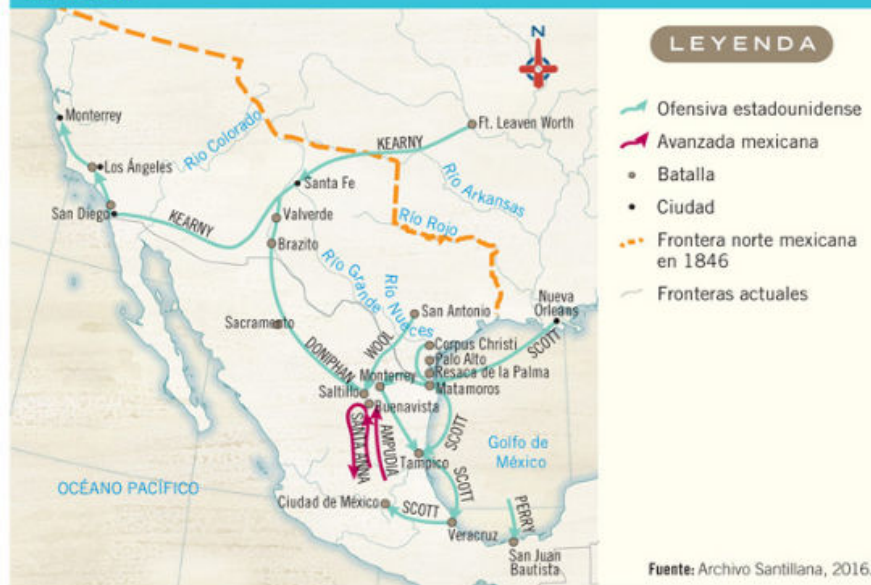 N
LEYENDA
Ofensiva estadounidense
Avanzada mexicana
Batalla
Ciudad
Frontera norte mexicana
en 1846
Fronteras actuales
Monterrey
Río Colorado
Ft. Leaven Worth
KEARNY
Los Ángeles
Santa Fe
Río Arkansas
San Diego
KEARNY
Valverde
Río Rojo
Brazito
Río Grande
Río Nueces
San Antonio
Nueva
Orleans
Sacramento
DONIPHAN
WOOL
Corpus Christi
SCOTT
Palo Alto
Monterrey
Resaca de la Palma
Saltillo
Matamoros
Buenavista
SANTA ANNA
AMPUDIA
SCOTT
Golfo de
México
Tampico
SCOTT
OCÉANO PACÍFICO
Ciudad de México
SCOTT
PERRY
Veracruz
San Juan
Bautista
Fuente: Archivo Santillana, 2016.